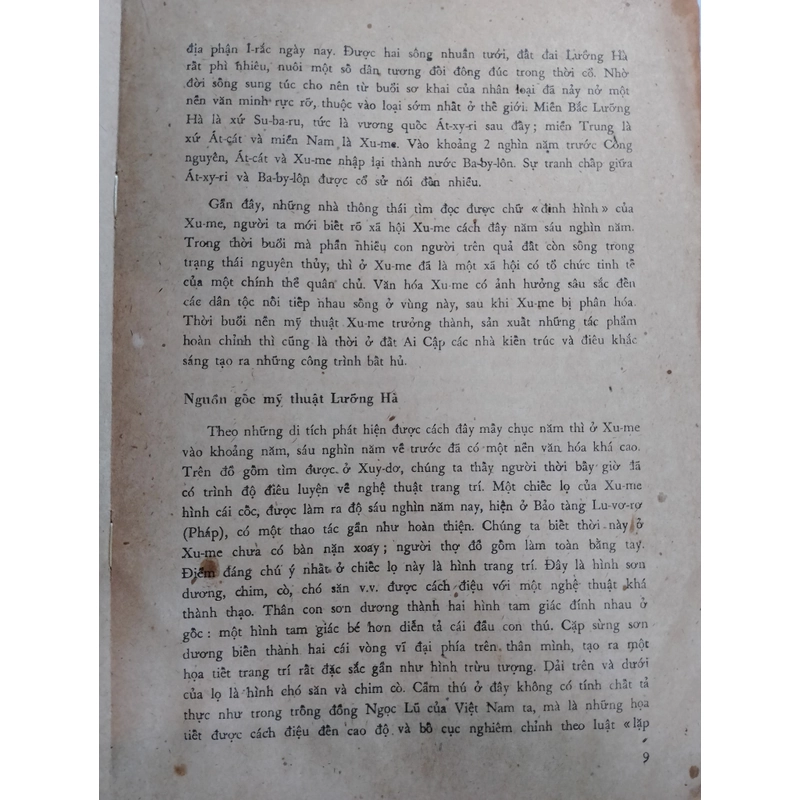 địa phận I-rắc ngày nay. Được hai sông nhuần tưới, đất đai Lưỡng Hà
rất phì nhiêu, nuôi một số dân, tương đối đông đúc trong thời cổ. Nhờ
đời sống sung túc cho nên từ buổi sơ khai của nhân loại đã nảy nở một
nền văn minh rực rỡ, thuộc vào loại sớm nhất ở thế giới. Miền Bắc Lưỡng
Hà là xứ Su-ba-ru, tức là vương quốc Át-xy-ri sau đây ; miền Trung là
xứ Át-cát và miền Nam là Xu-me. Vào khoảng 2 nghìn năm trước Công
nguyên, Át-cát và Xu-me nhập lại thành nước Ba-by-lôn. Sự tranh chấp giữa
Át-xy-ri và Ba-by-lôn được cổ sử nói đến nhiều.
Gần đây, những nhà thông thái tìm đọc được chữ «đinh hình» của
Xu-me, người ta mới biết rõ xã hội Xu-me cách đây năm sáu nghìn năm.
Trong thời buổi mà phần nhiều con người trên quả đất còn sống trong
trạng thái nguyên thủy, thì ở Xu-me đã là một xã hội có tổ chức tinh tế
của một chính thể quân chủ. Văn hóa Xu-me có ảnh hưởng sâu sắc đến
các dân tộc nối tiếp nhau sống ở vùng này, sau khi Xu-me bị phân hóa.
Thời buổi nền mỹ thuật Xu-me trưởng thành, sản xuất những tác phẩm
hoàn chỉnh thì cũng là thời ở đất Ai Cập các nhà kiến trúc và điêu khắc
sáng tạo ra những công trình bất hủ.
Nguồn gốc mỹ thuật Lưỡng Hà
Theo những di tích phát hiện được cách đây mấy chục năm thì ở Xu-me
vào khoảng năm, sáu nghìn năm về trước đã có một nền văn hóa khá cao.
Trên đồ gốm tìm được ở Xuy-dơ, chúng ta thấy người thời bấy giờ đã
có trình độ điêu luyện về nghệ thuật trang trí. Một chiếc lọ của Xu-me
hình cái cốc, được làm ra độ sáu nghìn năm nay, hiện ở Bảo tàng Lu-vơ-rơ
(Pháp), có một thao tác gần như hoàn thiện. Chúng ta biết thời này ở
Xu-me chưa có bàn nặn xoay ; người thợ đồ gốm làm toàn bằng tay.
Điểm đáng chú ý nhất ở chiếc lọ này là hình trang trí. Đây là hình sơn
dương, chim, cò, chó săn v.v. được cách điệu với một nghệ thuật khá
thành thạo. Thân con sơn dương thành hai hình tam giác đính nhau ở
gốc : một hình tam giác bé hơn diễn tả cái đầu con thú. Cặp sừng sơn
dương biến thành hai cái vòng vĩ đại phía trên thân mình, tạo ra một
họa tiết trang trí rất đặc sắc gần như hình trừu tượng. Dải trên và dưới
của lọ là hình chó săn và chim cò. Cầm thú ở đây không có tính chất tả
thực như trong trống đồng Ngọc Lũ của Việt Nam ta, mà là những họa
tiết được cách điệu đến cao độ và bố cục nghiêm chỉnh theo luật «lặp
9